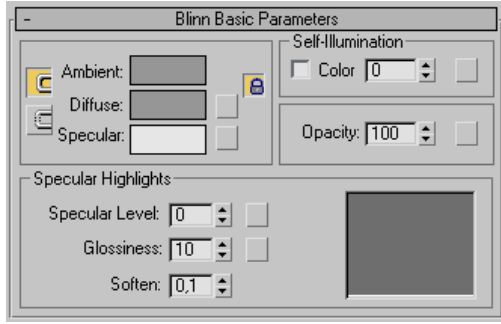 - Blinn Basic Parameters
Self-Illumination
Ambient:
Color 0
Diffuse:
Specular:
Opacity: 100
Specular Highlights
Specular Level: 0
Glossiness: 10
Soften: 0,1